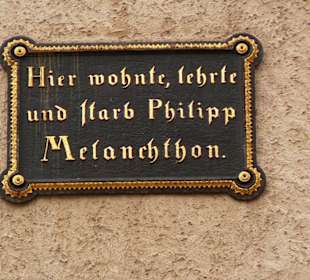 Hier wohnte, lehrte
und ſtarb Philipp
Melanchthon.